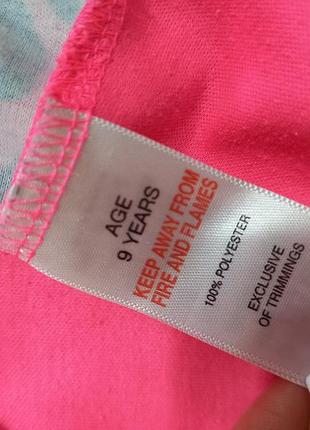 AGE
9 YEARS
KEEP AWAY FROM
FIRE AND FLAMES
100% POLYESTER
EXCLUSIVE
OF TRIMMINGS